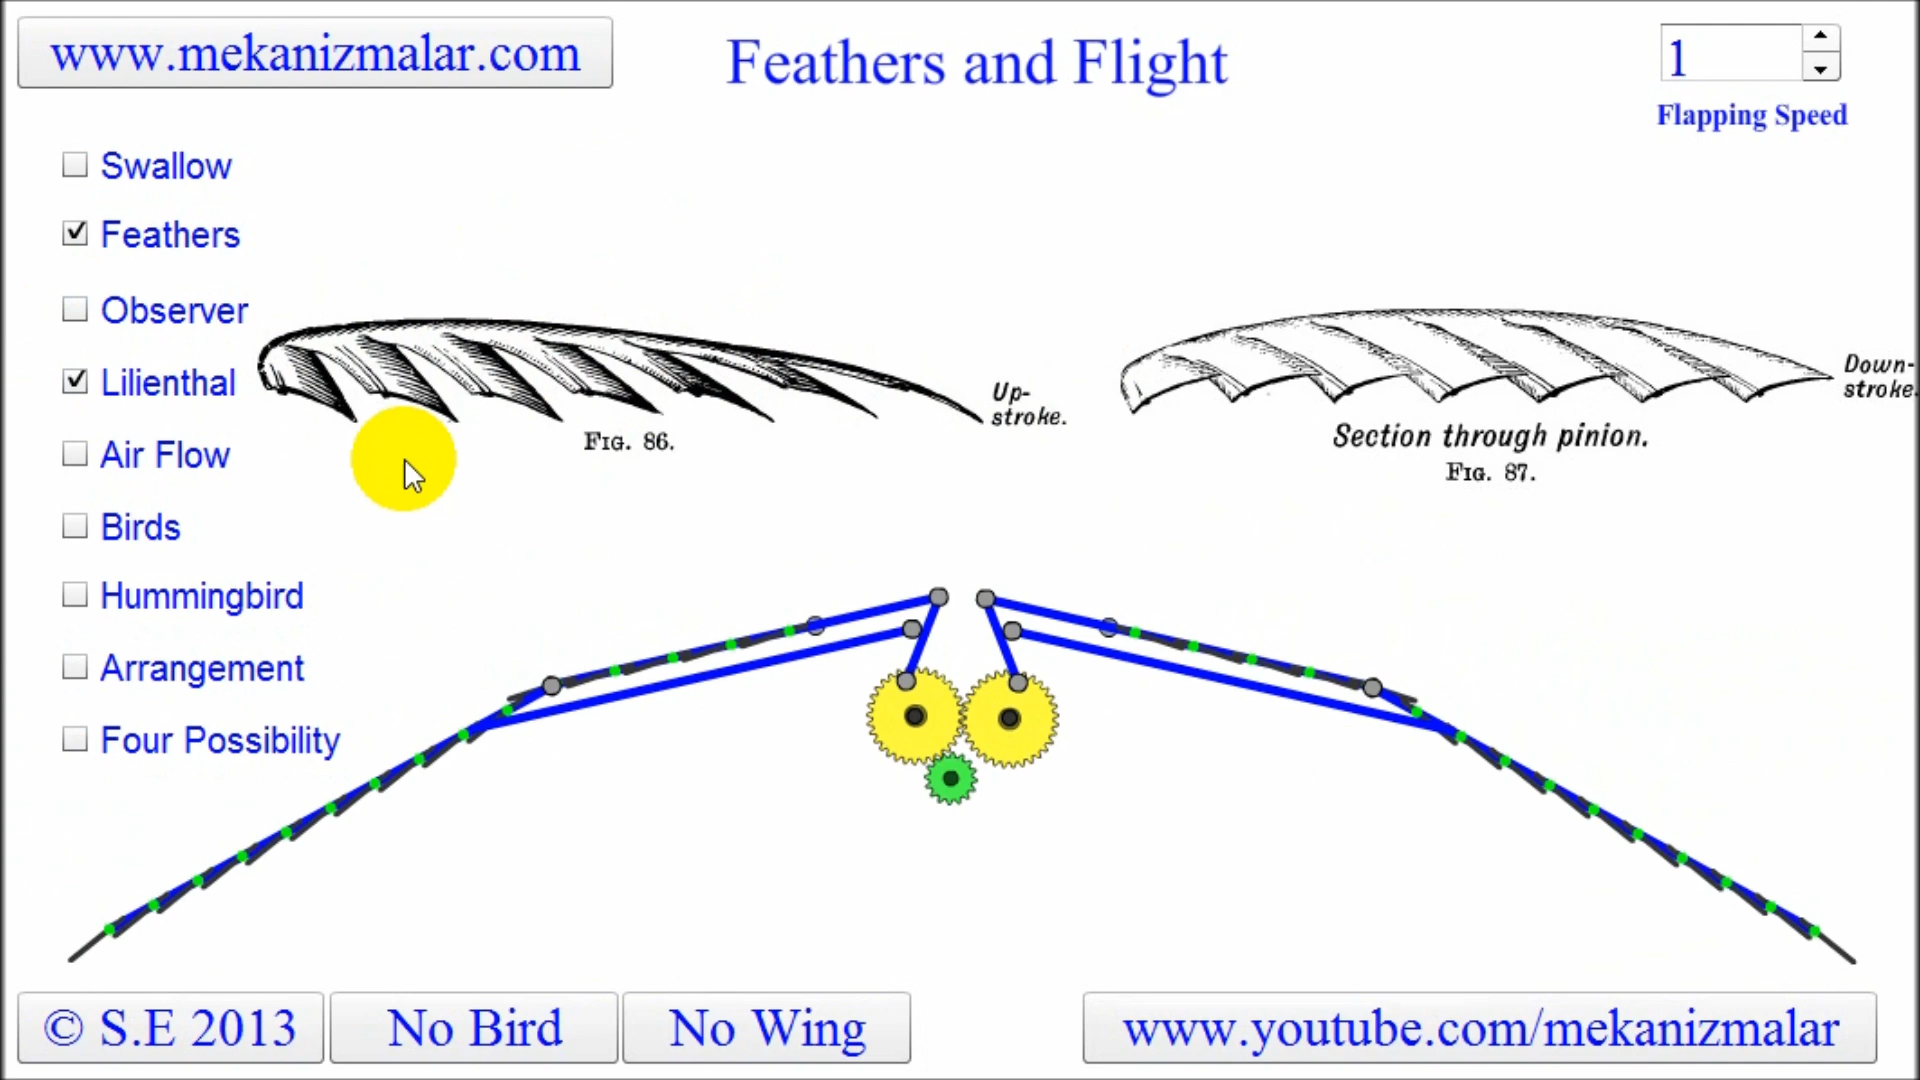 www.mekanizmalar.com
Feathers and Flight
1
Flapping Speed
Swallow
Feathers
Observer
Lilienthal
Air Flow
Birds
Hummingbird
Arrangement
Four Possibility
Up-
stroke.
FIG. 86.
Down-
stroke.
Section through pinion.
FIG. 87.
© S.E 2013
No Bird
No Wing
www.youtube.com/mekanizmalar